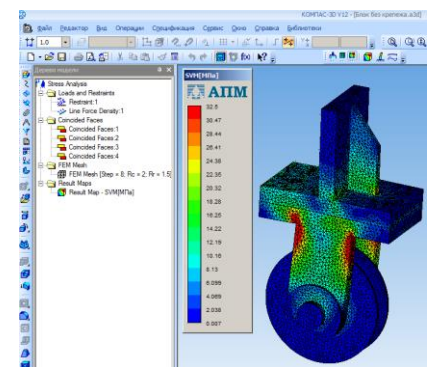 КОМПАС-3D V12 - [Блок без крепежа.a3d]
Файл Редактор Вид Операции Спецификация Сервис Окно Справка Библиотеки
1.0
f(x)
Дерево модели
Stress Analysis
Loads and Restraints
Restraint:1
Line Force Density:1
Coincided Faces
Coincided Faces:1
Coincided Faces:2
Coincided Faces:3
Coincided Faces:4
FEM Mesh
FEM Mesh [Step = 8; Rc = 2; Rr = 1.5]
Result Maps
Result Map - SVM[МПа]
SVM[МПа]
АПМ
32.5
30.47
28.44
26.41
24.38
22.35
20.32
18.28
16.25
14.22
12.19
10.16
8.13
6.099
4.069
2.038
0.007